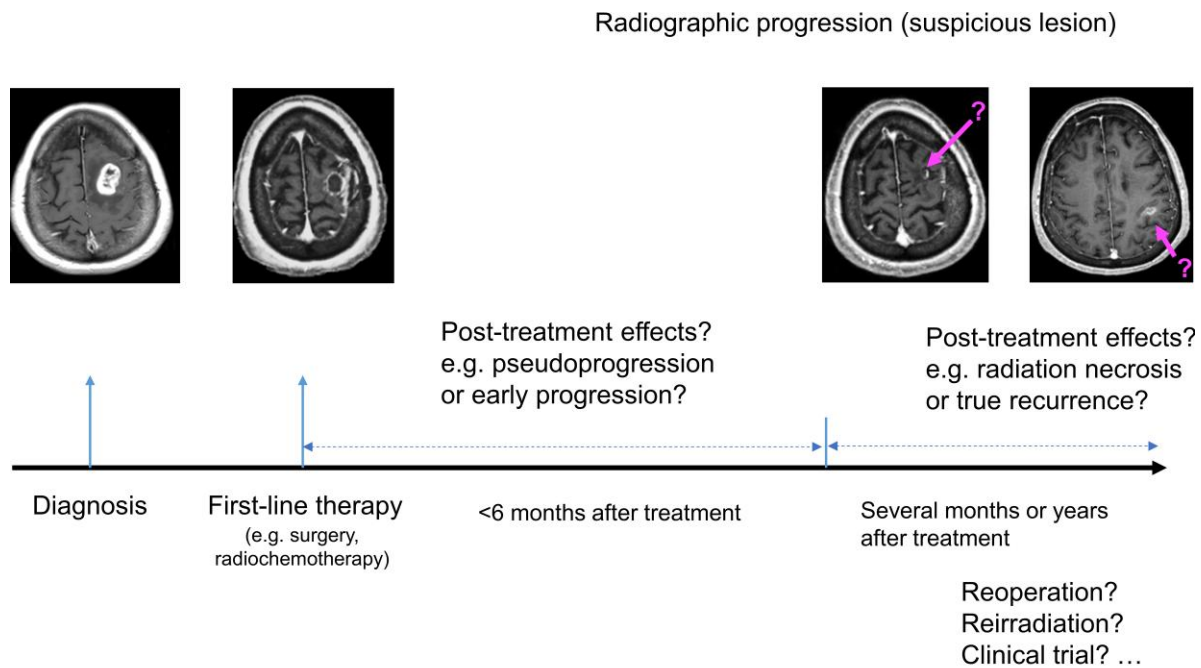 Radiographic progression (suspicious lesion)
?
?
Post-treatment effects?
e.g. pseudoprogression
or early progression?
Post-treatment effects?
e.g. radiation necrosis
or true recurrence?
Diagnosis
First-line therapy
(e.g. surgery,
radiochemotherapy)
<6 months after treatment
Several months or years
after treatment
Reoperation?
Reirradiation?
Clinical trial? …